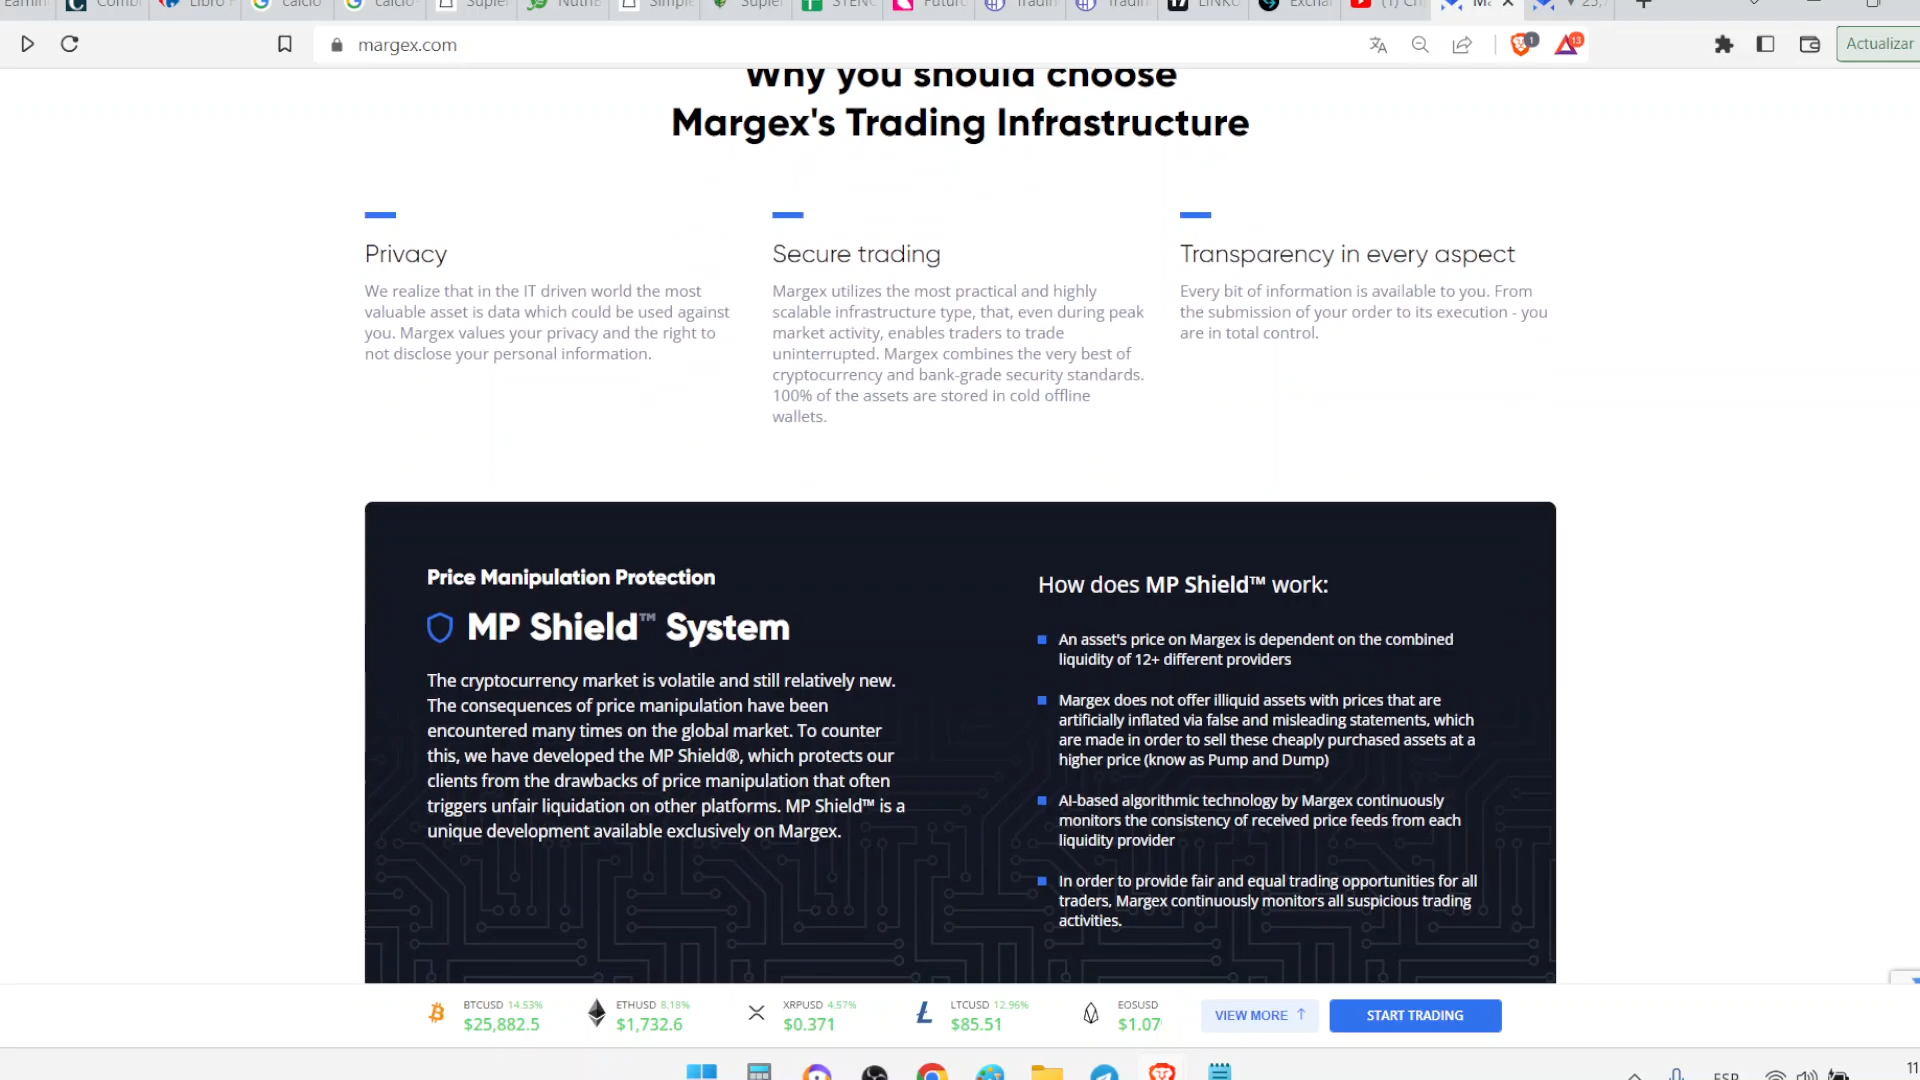 Libro
calcio
calcio
Simple
margex.com
1
13
Actualizar
Why you should choose
Margex's Trading Infrastructure
Privacy
We realize that in the IT driven world the most
valuable asset is data which could be used against
you. Margex values your privacy and the right to
not disclose your personal information.
Secure trading
Margex utilizes the most practical and highly
scalable infrastructure type, that, even during peak
market activity, enables traders to trade
uninterrupted. Margex combines the very best of
cryptocurrency and bank-grade security standards.
100% of the assets are stored in cold offline
wallets.
Transparency in every aspect
Every bit of information is available to you. From
the submission of your order to its execution - you
are in total control.
Price Manipulation Protection
MP Shield™ System
The cryptocurrency market is volatile and still relatively new.
The consequences of price manipulation have been
encountered many times on the global market. To counter
this, we have developed the MP Shield®, which protects our
clients from the drawbacks of price manipulation that often
triggers unfair liquidation on other platforms. MP Shield™ is a
unique development available exclusively on Margex.
How does MP Shield™ work:
An asset's price on Margex is dependent on the combined
liquidity of 12+ different providers
Margex does not offer illiquid assets with prices that are
artificially inflated via false and misleading statements, which
are made in order to sell these cheaply purchased assets at a
higher price (know as Pump and Dump)
AI-based algorithmic technology by Margex continuously
monitors the consistency of received price feeds from each
liquidity provider
In order to provide fair and equal trading opportunities for all
traders, Margex continuously monitors all suspicious trading
activities.
BTCUSD 14.53%
$25,882.5
ETHUSD 8.18%
$1,732.6
XRPUSD 4.57%
$0.371
LTCUSD 12.96%
$85.51
EOSUSD
$1.07
VIEW MORE
START TRADING
ESP
11